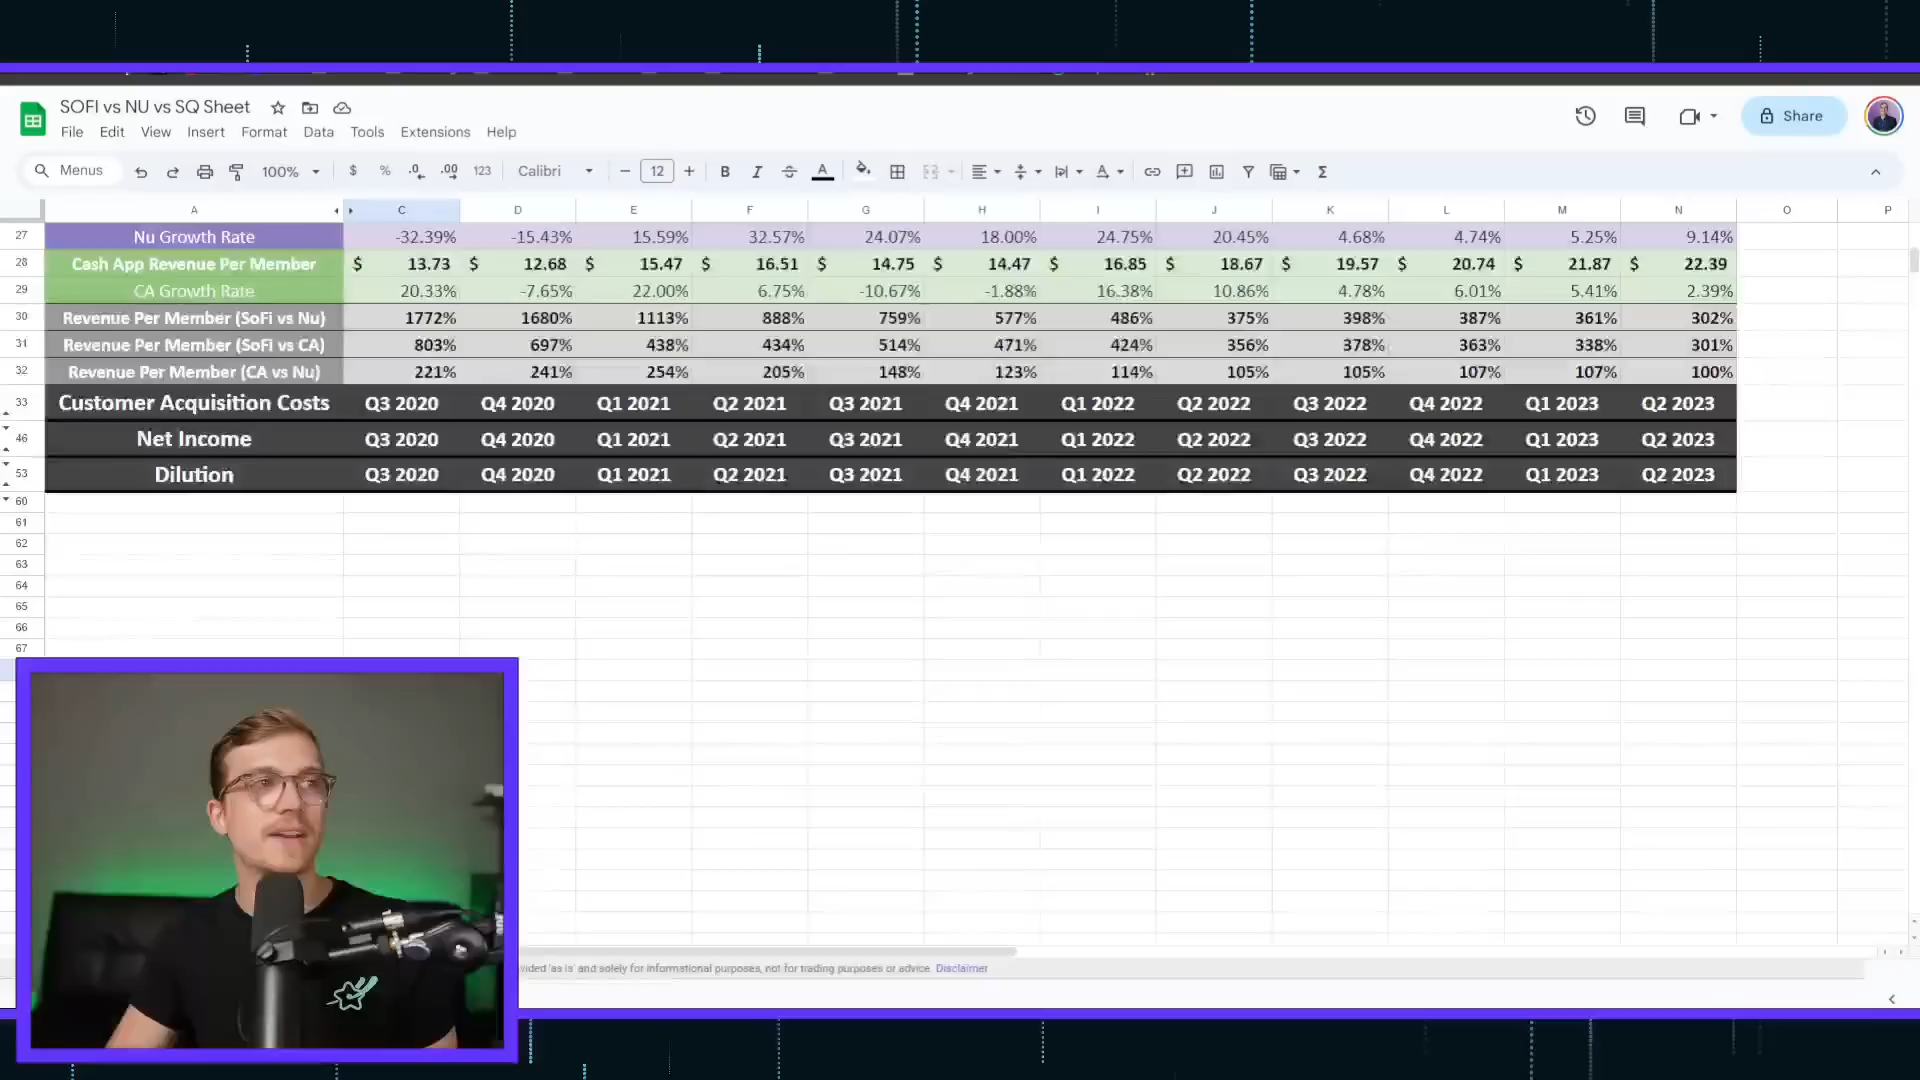 SOFI vs NU vs SQ Sheet
File Edit View Insert Format Data Tools Extensions Help
Share
Menus 100% $ % .0 .00 123 Calibri 12 B I A A Σ
A C D E F G H I J K L M N O P
27 Nu Growth Rate -32.39% -15.43% 15.59% 32.57% 24.07% 18.00% 24.75% 20.45% 4.68% 4.74% 5.25% 9.14%
28 Cash App Revenue Per Member $ 13.73 $ 12.68 $ 15.47 $ 16.51 $ 14.75 $ 14.47 $ 16.85 $ 18.67 $ 19.57 $ 20.74 $ 21.87 $ 22.39
29 CA Growth Rate 20.33% -7.65% 22.00% 6.75% -10.67% -1.88% 16.38% 10.86% 4.78% 6.01% 5.41% 2.39%
30 Revenue Per Member (SoFi vs Nu) 1772% 1680% 1113% 888% 759% 577% 486% 375% 398% 387% 361% 302%
31 Revenue Per Member (SoFi vs CA) 803% 697% 438% 434% 514% 471% 424% 356% 378% 363% 338% 301%
32 Revenue Per Member (CA vs Nu) 221% 241% 254% 205% 148% 123% 114% 105% 105% 107% 107% 100%
33 Customer Acquisition Costs Q3 2020 Q4 2020 Q1 2021 Q2 2021 Q3 2021 Q4 2021 Q1 2022 Q2 2022 Q3 2022 Q4 2022 Q1 2023 Q2 2023
46 Net Income Q3 2020 Q4 2020 Q1 2021 Q2 2021 Q3 2021 Q4 2021 Q1 2022 Q2 2022 Q3 2022 Q4 2022 Q1 2023 Q2 2023
53 Dilution Q3 2020 Q4 2020 Q1 2021 Q2 2021 Q3 2021 Q4 2021 Q1 2022 Q2 2022 Q3 2022 Q4 2022 Q1 2023 Q2 2023
60
61
62
63
64
65
66
67
vided 'as is' and solely for informational purposes, not for trading purposes or advice. Disclaimer